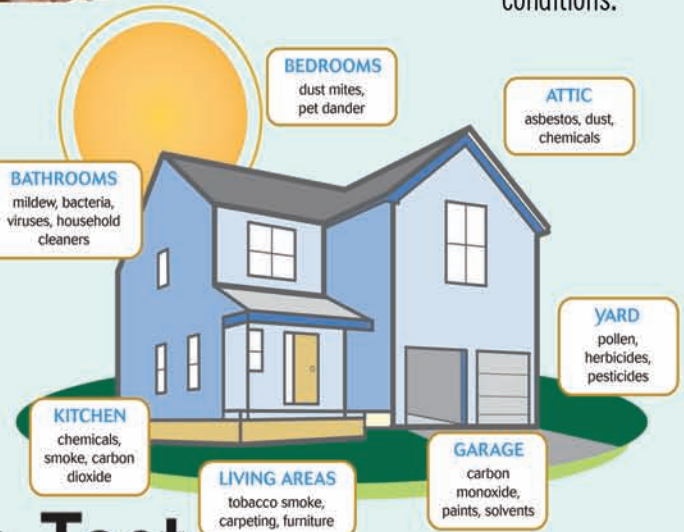 conditions.
BEDROOMS
dust mites,
pet dander
ATTIC
asbestos, dust,
chemicals
BATHROOMS
mildew, bacteria,
viruses, household
cleaners
YARD
pollen,
herbicides,
pesticides
KITCHEN
chemicals,
smoke, carbon
dioxide
LIVING AREAS
tobacco smoke,
carpeting, furniture
GARAGE
carbon
monoxide,
paints, solvents